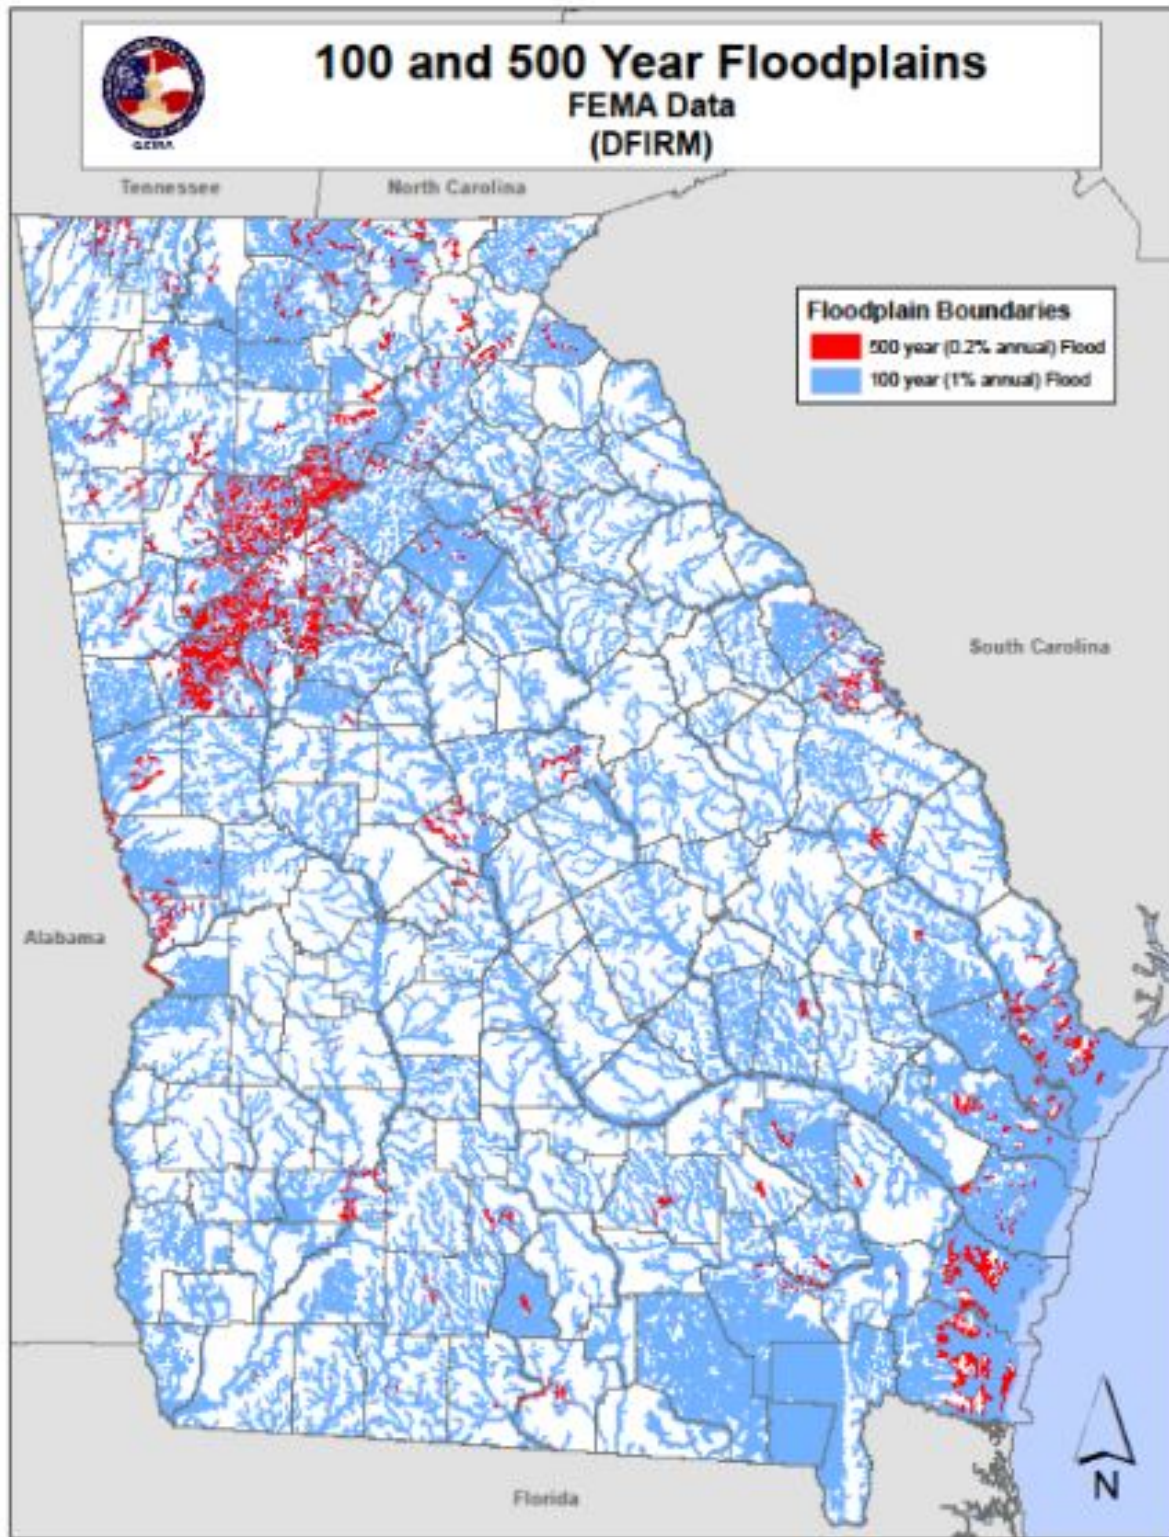 100 and 500 Year Floodplains
FEMA Data
(DFIRM)
GEMA
Tennessee
North Carolina
Floodplain Boundaries
500 year (0.2% annual) Flood
100 year (1% annual) Flood
South Carolina
Alabama
Florida
N